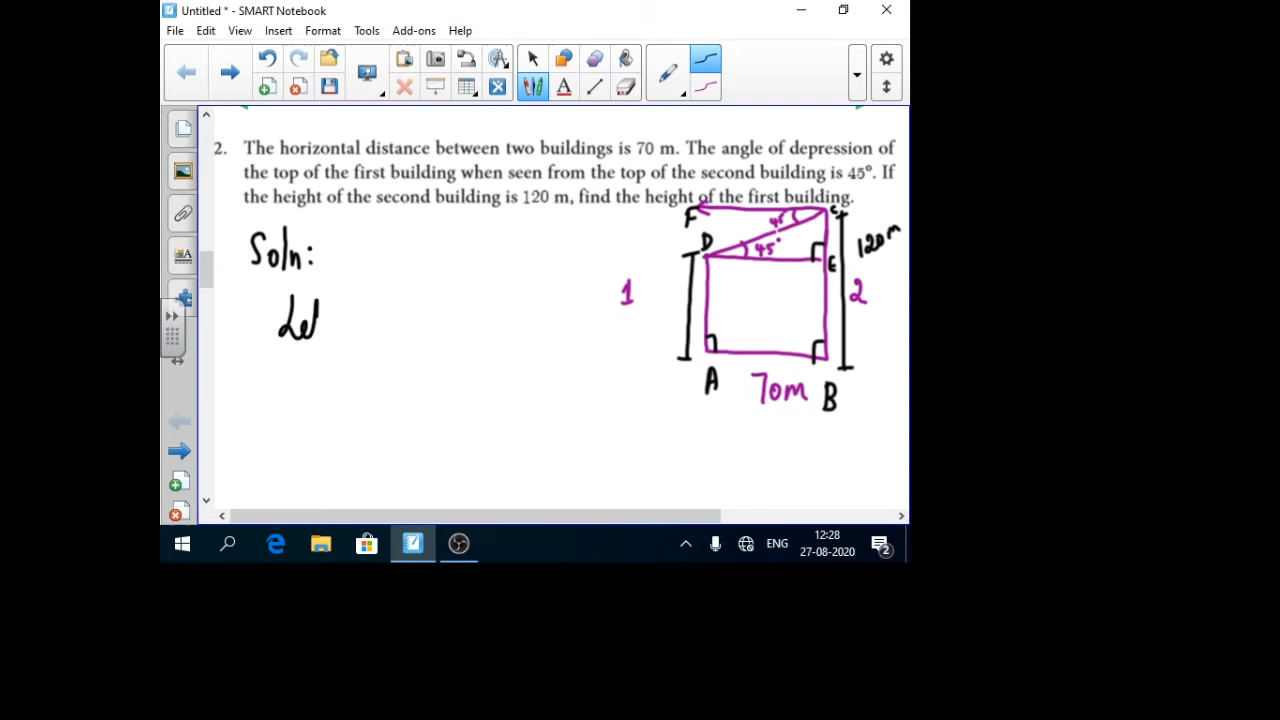 Untitled * - SMART Notebook
File Edit View Insert Format Tools Add-ons Help
2. The horizontal distance between two buildings is 70 m. The angle of depression of
the top of the first building when seen from the top of the second building is 45°. If
the height of the second building is 120 m, find the height of the first building.
F
C
45
D
45°
E
120m
Soln:
1
2
Let
A
70m
B
ENG
12:28
27-08-2020
2